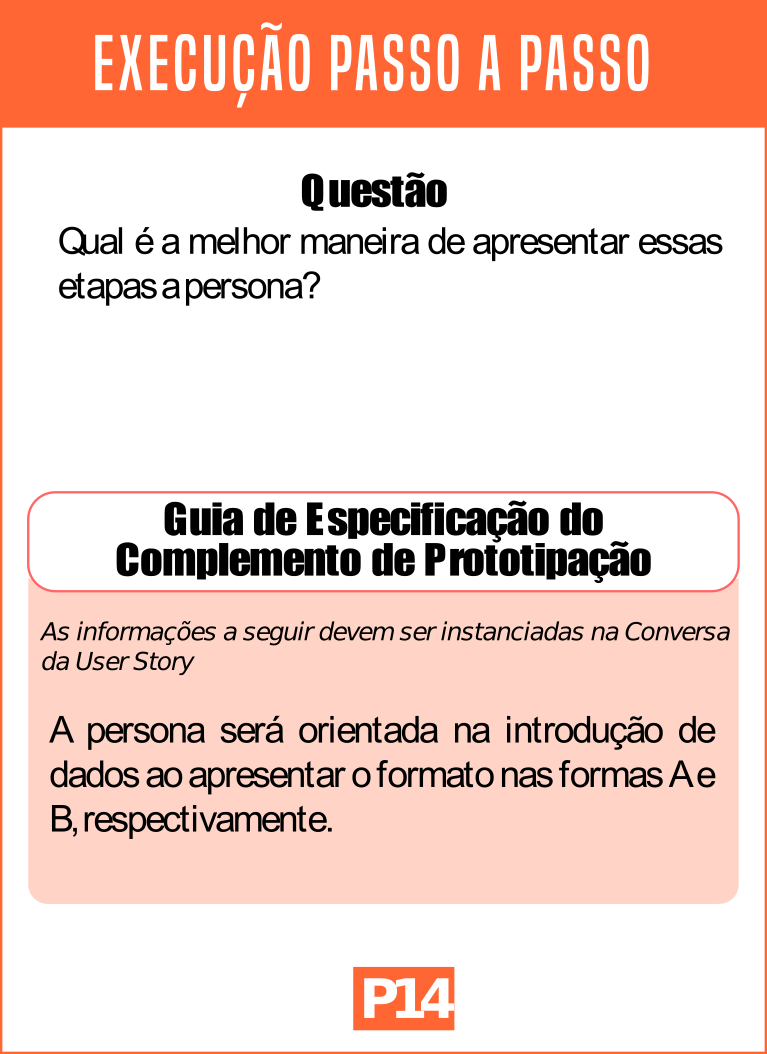 EXECUÇÃO PASSO A PASSO
Questão
Qual é a melhor maneira de apresentar essas
etapas a persona?
Guia de Especificação do
Complemento de Prototipação
As informações a seguir devem ser instanciadas na Conversa
da User Story
A persona será orientada na introdução de
dados ao apresentar o formato nas formas A e
B, respectivamente.
P14